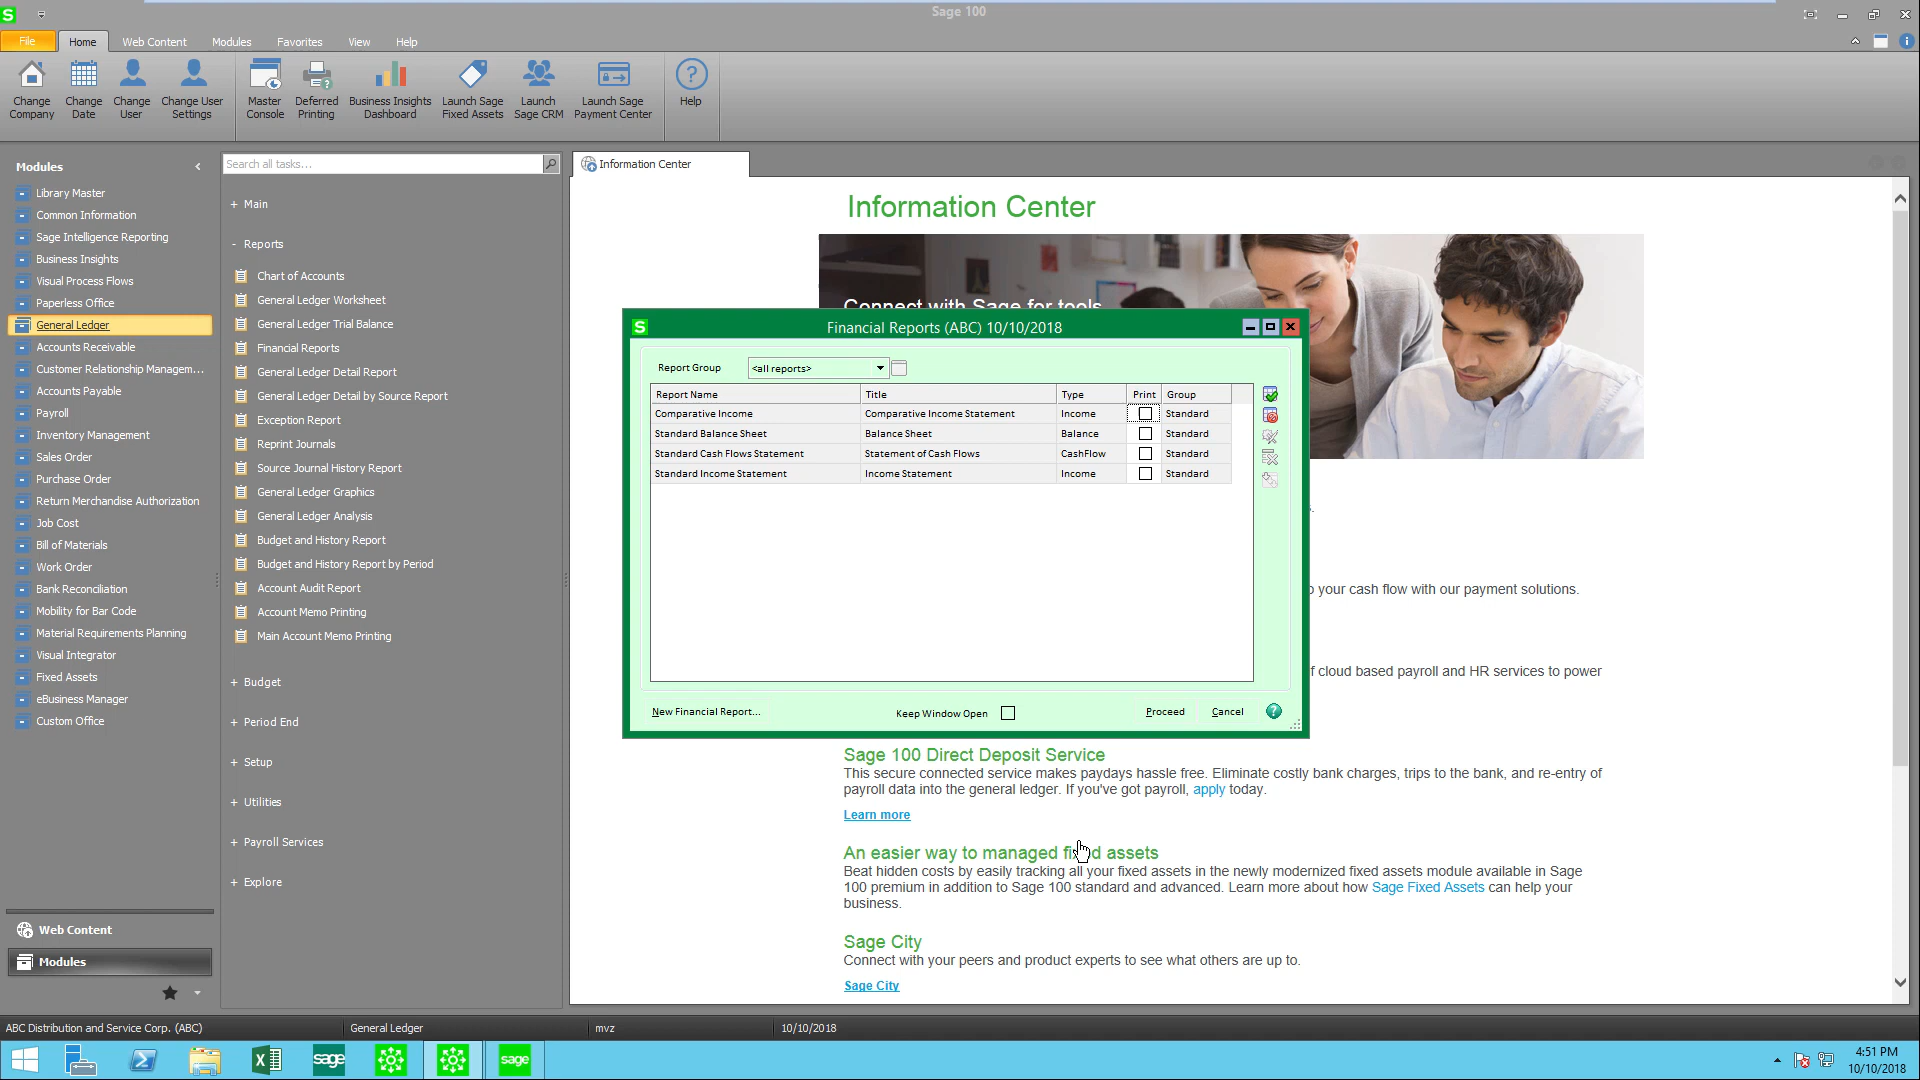 S
Sage 100
File
Home
Web Content
Modules
Favorites
View
Help
Change Company
Change Date
Change User
Change User Settings
Master Console
Deferred Printing
Business Insights Dashboard
Launch Sage Fixed Assets
Launch Sage CRM
Launch Sage Payment Center
Help
Modules
Library Master
Common Information
Sage Intelligence Reporting
Business Insights
Visual Process Flows
Paperless Office
General Ledger
Accounts Receivable
Customer Relationship Managem...
Accounts Payable
Payroll
Inventory Management
Sales Order
Purchase Order
Return Merchandise Authorization
Job Cost
Bill of Materials
Work Order
Bank Reconciliation
Mobility for Bar Code
Material Requirements Planning
Visual Integrator
Fixed Assets
eBusiness Manager
Custom Office
Web Content
Modules
Search all tasks...
+ Main
- Reports
Chart of Accounts
General Ledger Worksheet
General Ledger Trial Balance
Financial Reports
General Ledger Detail Report
General Ledger Detail by Source Report
Exception Report
Reprint Journals
Source Journal History Report
General Ledger Graphics
General Ledger Analysis
Budget and History Report
Budget and History Report by Period
Account Audit Report
Account Memo Printing
Main Account Memo Printing
+ Budget
+ Period End
+ Setup
+ Utilities
+ Payroll Services
+ Explore
Information Center
Information Center
Connect with Sage for tools
S
Financial Reports (ABC) 10/10/2018
Report Group
<all reports>
Report Name Title Type Print Group
Comparative Income Comparative Income Statement Income Standard
Standard Balance Sheet Balance Sheet Balance Standard
Standard Cash Flows Statement Statement of Cash Flows CashFlow Standard
Standard Income Statement Income Statement Income Standard
New Financial Report...
Keep Window Open
Proceed
Cancel
s.
your cash flow with our payment solutions.
f cloud based payroll and HR services to power
Sage 100 Direct Deposit Service
This secure connected service makes paydays hassle free. Eliminate costly bank charges, trips to the bank, and re-entry of
payroll data into the general ledger. If you've got payroll, apply today.
Learn more
An easier way to managed fixed assets
Beat hidden costs by easily tracking all your fixed assets in the newly modernized fixed assets module available in Sage
100 premium in addition to Sage 100 standard and advanced. Learn more about how Sage Fixed Assets can help your
business.
Sage City
Connect with your peers and product experts to see what others are up to.
Sage City
ABC Distribution and Service Corp. (ABC)
General Ledger
mvz
10/10/2018
sage
sage
4:51 PM
10/10/2018